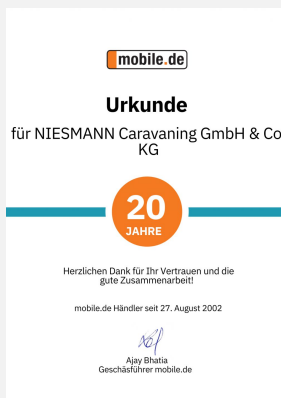 mobile.de
Urkunde
für NIESMANN Caravaning GmbH & Co
KG
20
JAHRE
Herzlichen Dank für Ihr Vertrauen und die
gute Zusammenarbeit!
mobile.de Händler seit 27. August 2002
Ajay Bhatia
Geschäsführer mobile.de